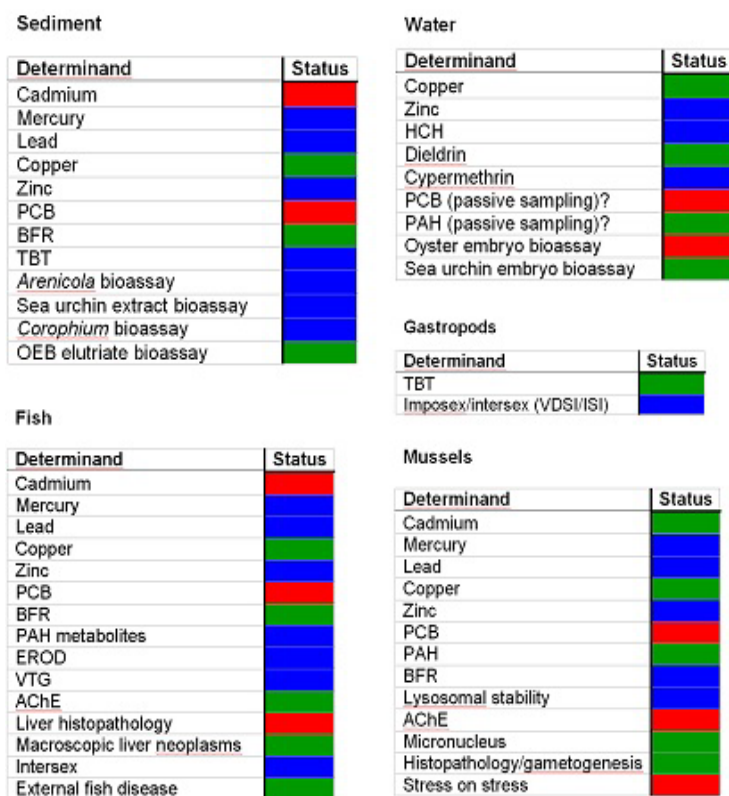 Sediment
Determinand Status
Cadmium
Mercury
Lead
Copper
Zinc
PCB
BFR
TBT
Arenicola bioassay
Sea urchin extract bioassay
Corophium bioassay
OEB elutriate bioassay
Water
Determinand Status
Copper
Zinc
HCH
Dieldrin
Cypermethrin
PCB (passive sampling)?
PAH (passive sampling)?
Oyster embryo bioassay
Sea urchin embryo bioassay
Gastropods
Determinand Status
TBT
Imposex/intersex (VDSI/ISI)
Fish
Determinand Status
Cadmium
Mercury
Lead
Copper
Zinc
PCB
BFR
PAH metabolites
EROD
VTG
AChE
Liver histopathology
Macroscopic liver neoplasms
Intersex
External fish disease
Mussels
Determinand Status
Cadmium
Mercury
Lead
Copper
Zinc
PCB
PAH
BFR
Lysosomal stability
AChE
Micronucleus
Histopathology/gametogenesis
Stress on stress